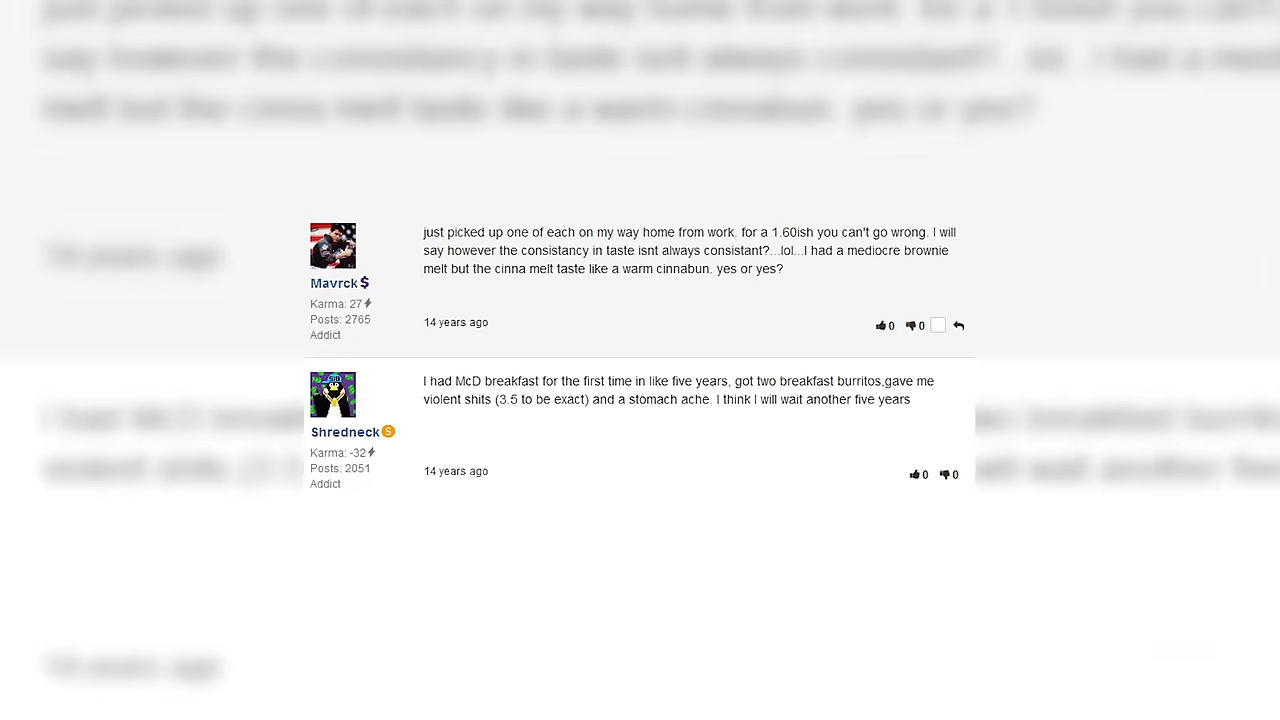 just picked up one of each on my way home from work. for a 1.60ish you can't go wrong. I will
say however the consistancy in taste isnt always consistant?...lol...I had a mediocre brownie
melt but the cinna melt taste like a warm cinnabun. yes or yes?
Mavrck$
Karma: 27
Posts: 2765
Addict
14 years ago
0 0
I had McD breakfast for the first time in like five years, got two breakfast burritos,gave me
violent shits (3.5 to be exact) and a stomach ache. I think I will wait another five years
Shredneck S
Karma: -32
Posts: 2051
Addict
14 years ago
0 0